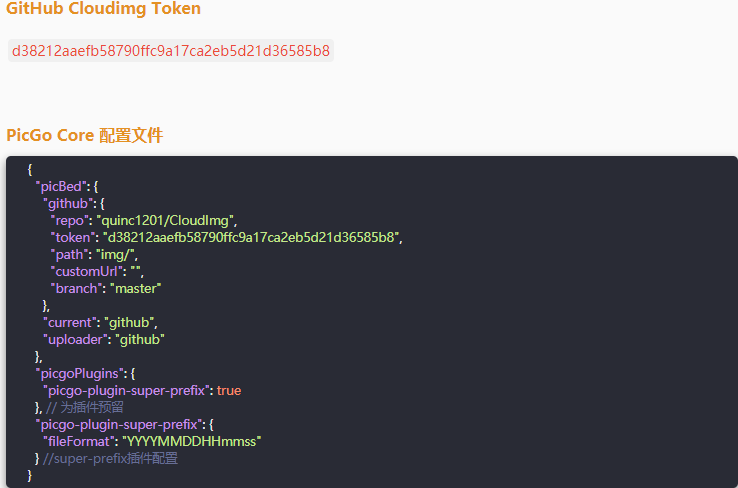 GitHub Cloudimg Token
d38212aaefb58790ffc9a17ca2eb5d21d36585b8
PicGo Core 配置文件
{
"picBed": {
"github": {
"repo": "quinc1201/CloudImg",
"token": "d38212aaefb58790ffc9a17ca2eb5d21d36585b8",
"path": "img/",
"customUrl": "",
"branch": "master"
},
"current": "github",
"uploader": "github"
},
"picgoPlugins": {
"picgo-plugin-super-prefix": true
}, // 为插件预留
"picgo-plugin-super-prefix": {
"fileFormat": "YYYYMMDDHHmmss"
} //super-prefix插件配置
}